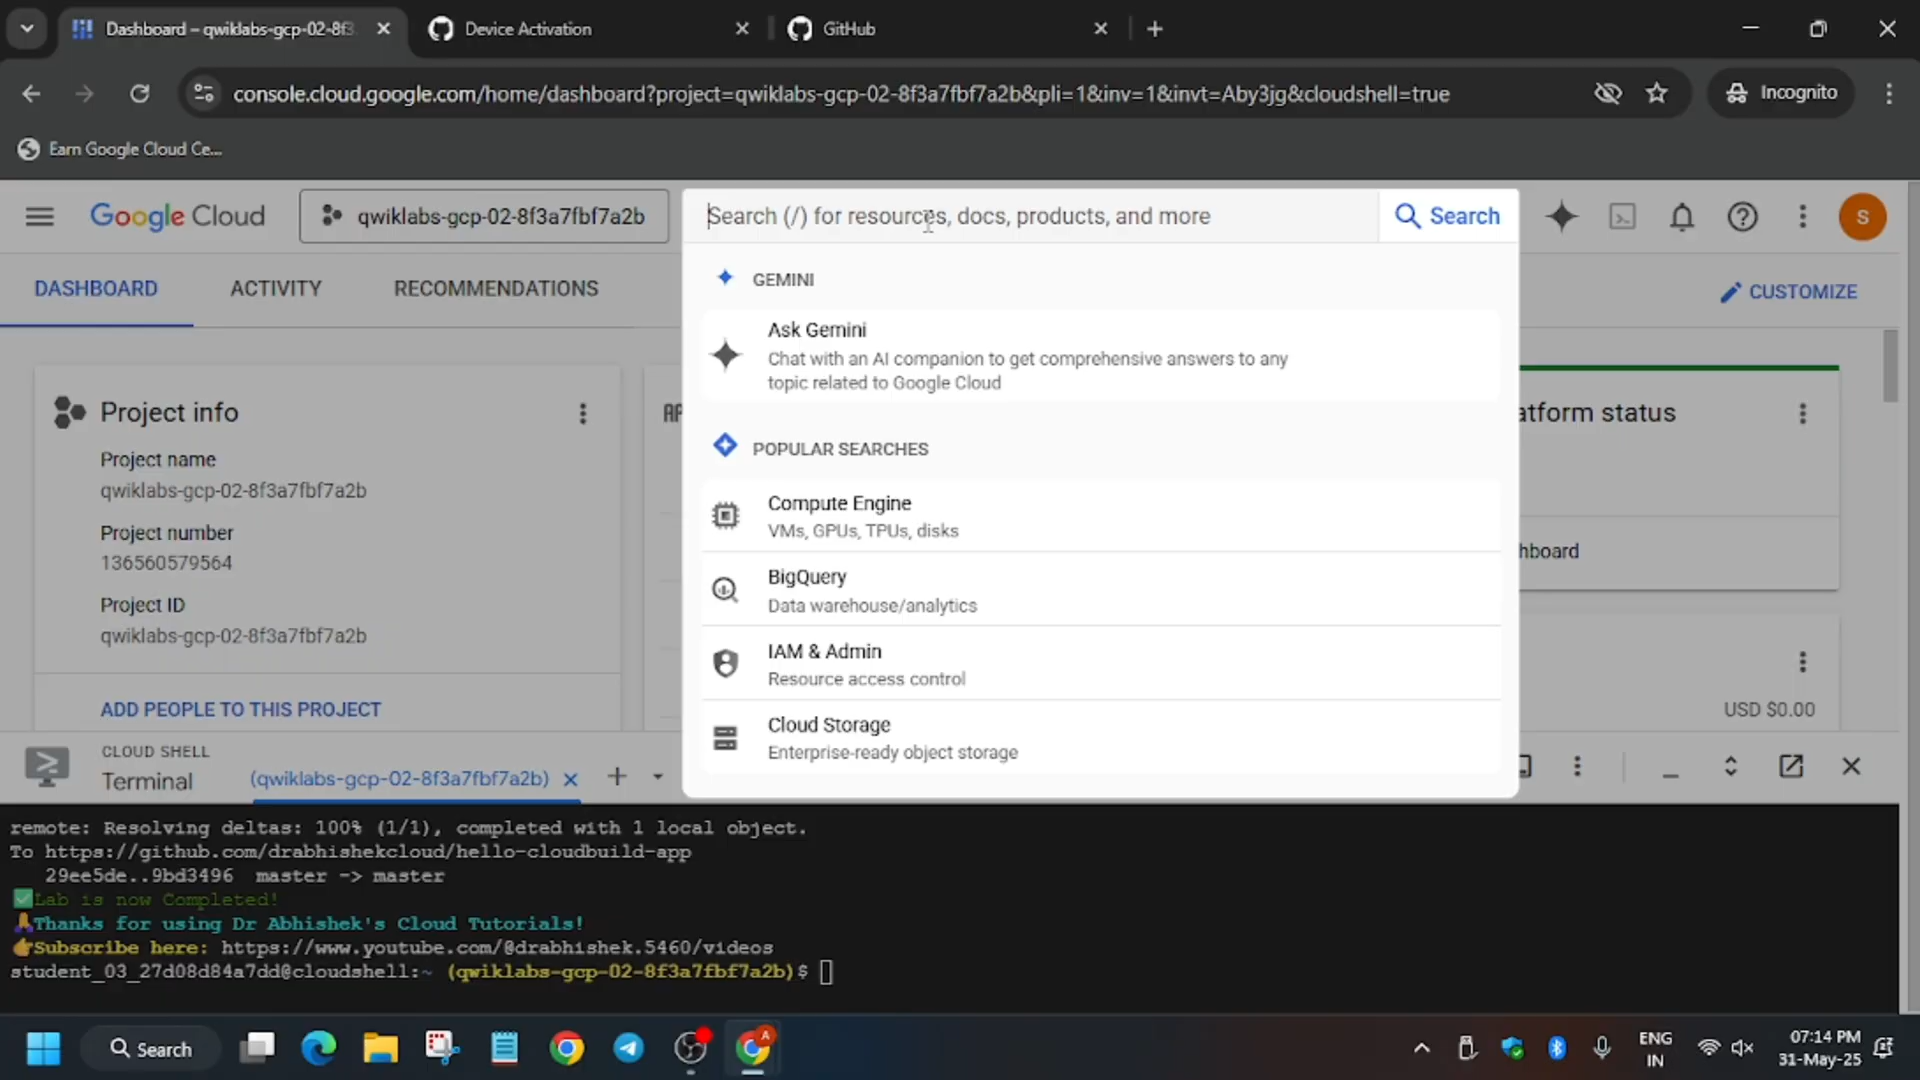 Dashboard – qwiklabs-gcp-02-8f3
Device Activation
GitHub
console.cloud.google.com/home/dashboard?project=qwiklabs-gcp-02-8f3a7fbf7a2b&pli=1&inv=1&invt=Aby3jg&cloudshell=true
Incognito
Earn Google Cloud Ce...
Google Cloud
qwiklabs-gcp-02-8f3a7fbf7a2b
Search (/) for resources, docs, products, and more
Search
S
DASHBOARD
ACTIVITY
RECOMMENDATIONS
CUSTOMIZE
GEMINI
Ask Gemini
Chat with an AI companion to get comprehensive answers to any
topic related to Google Cloud
POPULAR SEARCHES
Compute Engine
VMs, GPUs, TPUs, disks
BigQuery
Data warehouse/analytics
IAM & Admin
Resource access control
Cloud Storage
Enterprise-ready object storage
Project info
Project name
qwiklabs-gcp-02-8f3a7fbf7a2b
Project number
136560579564
Project ID
qwiklabs-gcp-02-8f3a7fbf7a2b
ADD PEOPLE TO THIS PROJECT
AP
atform status
hboard
USD $0.00
CLOUD SHELL
Terminal
(qwiklabs-gcp-02-8f3a7fbf7a2b)
remote: Resolving deltas: 100% (1/1), completed with 1 local object.
To https://github.com/drabhishekcloud/hello-cloudbuild-app
29ee5de..9bd3496 master -> master
✅Lab is now Completed!
🙏Thanks for using Dr Abhishek's Cloud Tutorials!
👉Subscribe here: https://www.youtube.com/@drabhishek.5460/videos
student_03_27d08d84a7dd@cloudshell:~ (qwiklabs-gcp-02-8f3a7fbf7a2b)$
Search
A
ENG
IN
07:14 PM
31-May-25